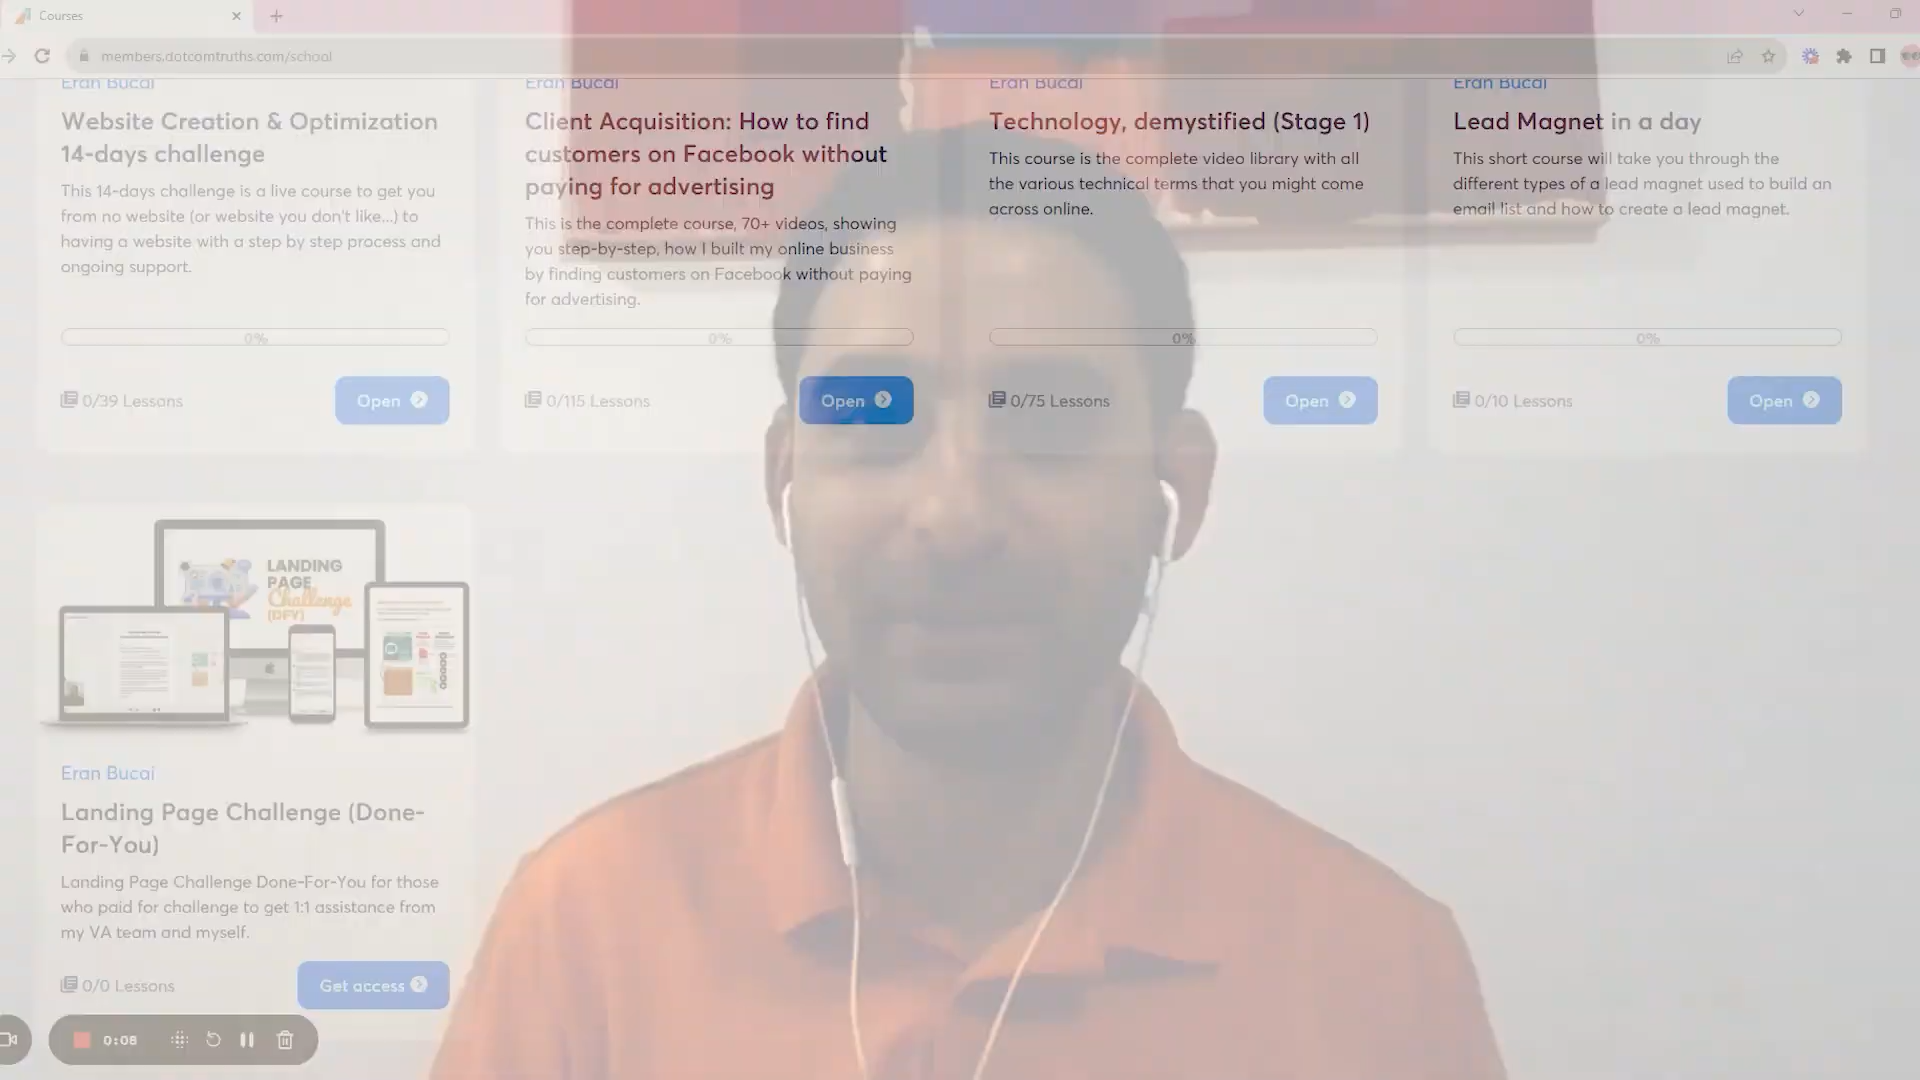 Courses
members.dotcomtruths.com/school
Eran Bucai
Website Creation & Optimization
14-days challenge
This 14-days challenge is a live course to get you
from no website (or website you don't like...) to
having a website with a step by step process and
ongoing support.
0%
0/39 Lessons
Open
Eran Bucai
Client Acquisition: How to find
customers on Facebook without
paying for advertising
This is the complete course, 70+ videos, showing
you step-by-step, how I built my online business
by finding customers on Facebook without paying
for advertising.
0%
0/115 Lessons
Open
Eran Bucai
Technology, demystified (Stage 1)
This course is the complete video library with all
the various technical terms that you might come
across online.
0%
0/75 Lessons
Open
Eran Bucai
Lead Magnet in a day
This short course will take you through the
different types of a lead magnet used to build an
email list and how to create a lead magnet.
0%
0/10 Lessons
Open
LANDING
PAGE
Challenge
(DFY)
Eran Bucai
Landing Page Challenge (Done-
For-You)
Landing Page Challenge Done-For-You for those
who paid for challenge to get 1:1 assistance from
my VA team and myself.
0/0 Lessons
Get access
0:08